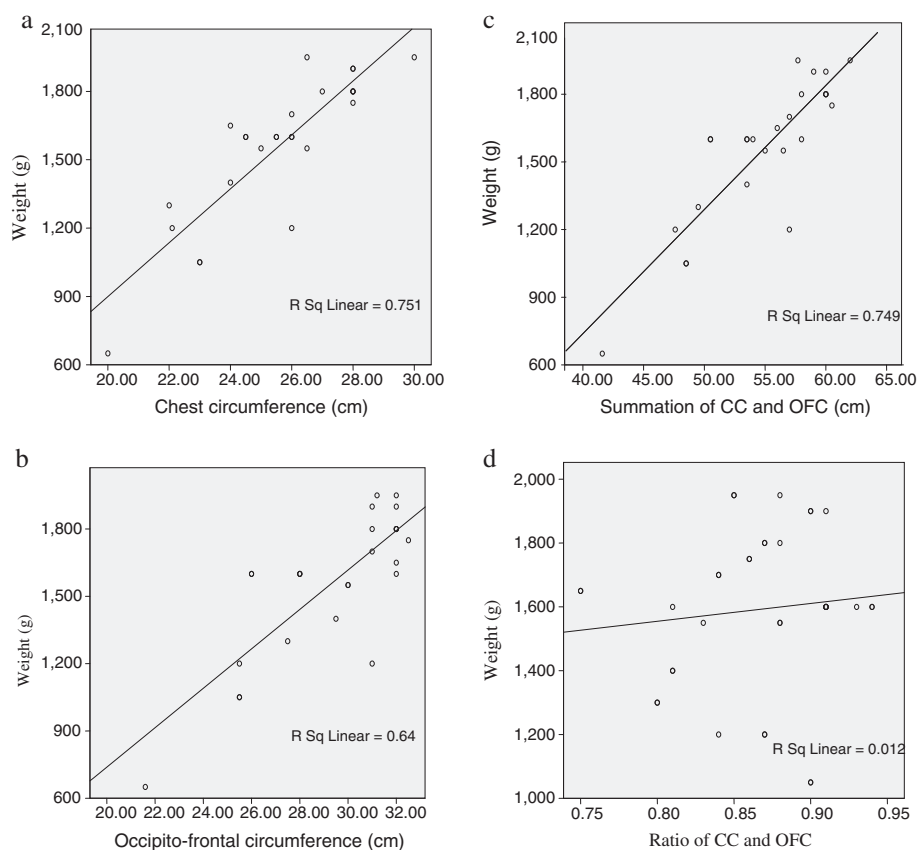 a
2,100
1,800
1,500
1,200
900
600
Weight (g)
R Sq Linear = 0.751
20.00 22.00 24.00 26.00 28.00 30.00
Chest circumference (cm)
c
2,100
1,800
1,500
1,200
900
600
Weight (g)
R Sq Linear = 0.749
40.00 45.00 50.00 55.00 60.00 65.00
Summation of CC and OFC (cm)
b
1,800
1,500
1,200
900
600
Weight (g)
R Sq Linear = 0.64
20.00 22.00 24.00 26.00 28.00 30.00 32.00
Occipito-frontal circumference (cm)
d
2,000
1,800
1,600
1,400
1,200
1,000
Weight (g)
R Sq Linear = 0.012
0.75 0.80 0.85 0.90 0.95
Ratio of CC and OFC